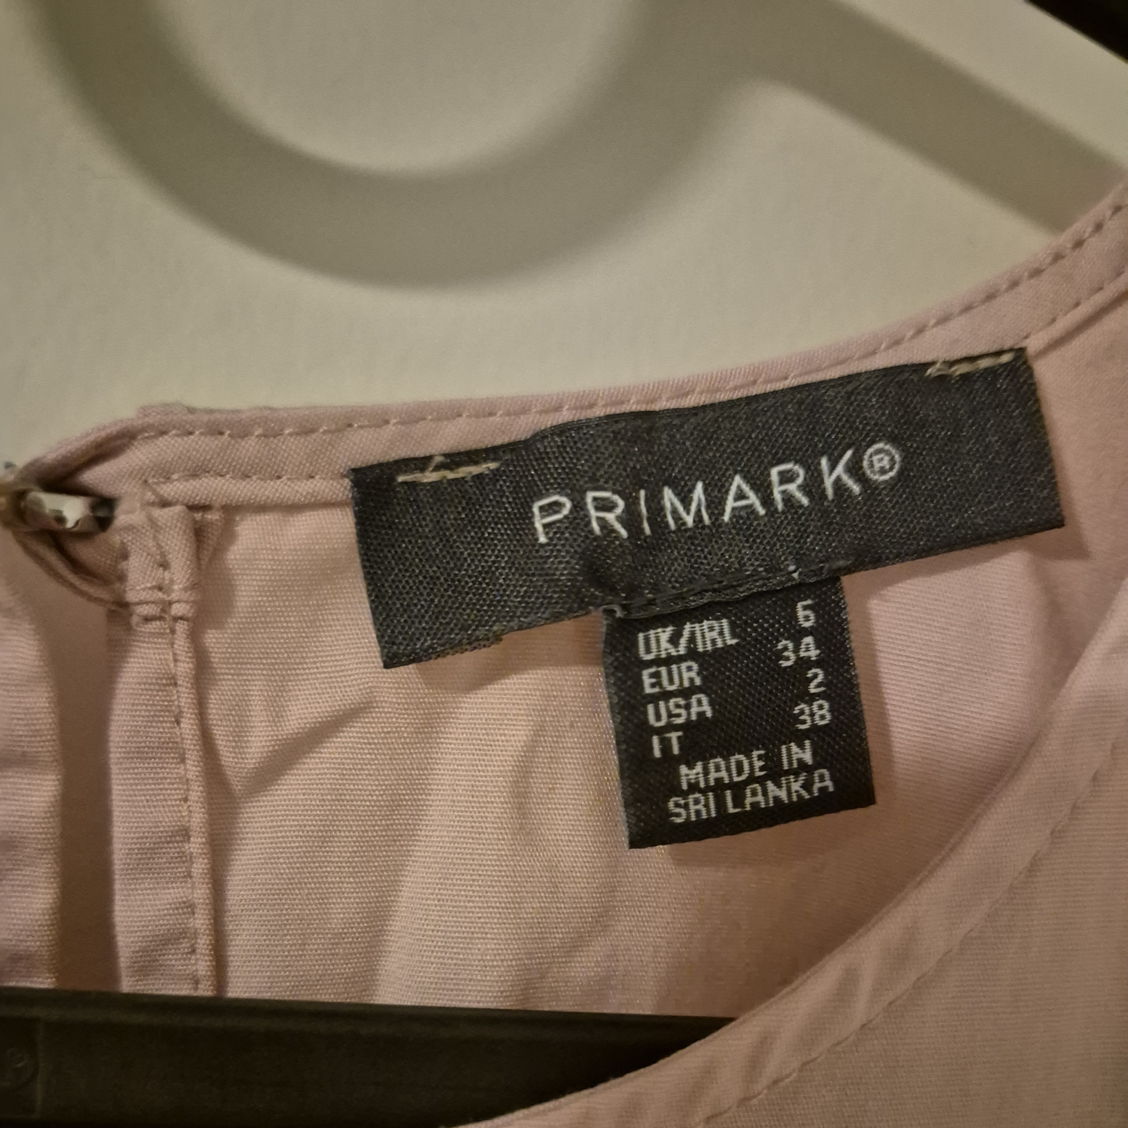 PRIMARK®
UK/IRL 6
EUR 34
USA 2
IT 38
MADE IN
SRI LANKA